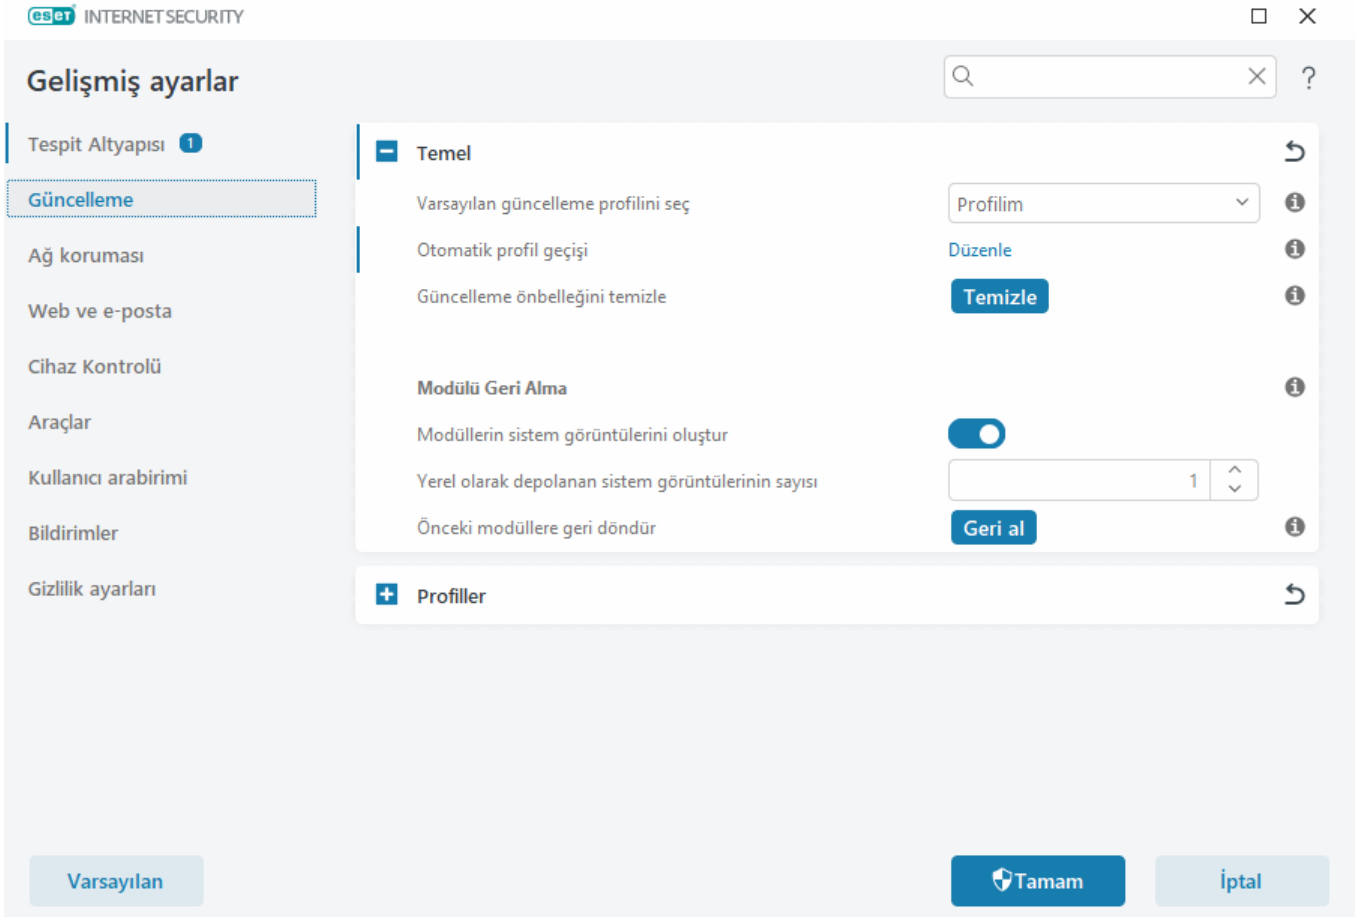 eset INTERNET SECURITY
Gelişmiş ayarlar
?
Tespit Altyapısı 1
Güncelleme
Ağ koruması
Web ve e-posta
Cihaz Kontrolü
Araçlar
Kullanıcı arabirimi
Bildirimler
Gizlilik ayarları
Temel
Varsayılan güncelleme profilini seç Profilim
Otomatik profil geçişi Düzenle
Güncelleme önbelleğini temizle Temizle
Modülü Geri Alma
Modüllerin sistem görüntülerini oluştur
Yerel olarak depolanan sistem görüntülerinin sayısı 1
Önceki modüllere geri döndür Geri al
Profiller
Varsayılan
Tamam
İptal